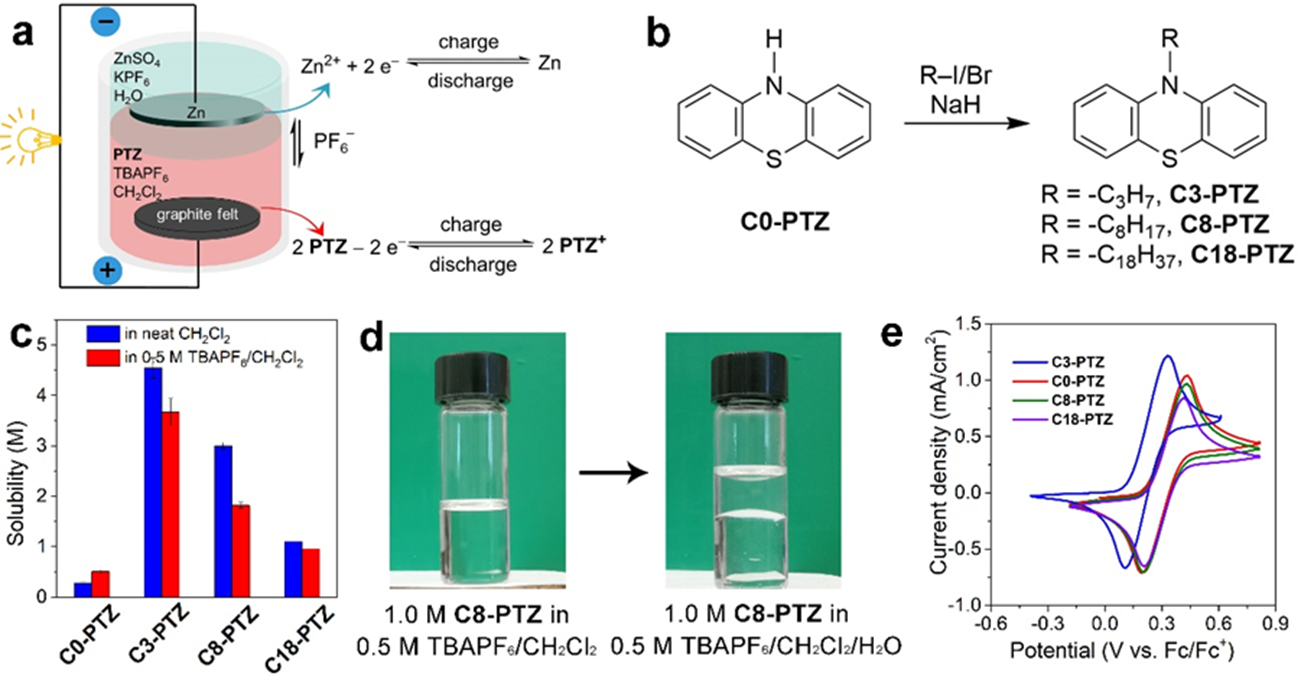 a
−
ZnSO₄
KPF₆
H₂O
Zn
Zn²⁺ + 2 e⁻
charge
discharge
Zn
PF₆⁻
PTZ
TBAPF₆
CH₂Cl₂
graphite felt
2 PTZ – 2 e⁻
charge
discharge
2 PTZ⁺
+
b
H
N
S
C0-PTZ
R–I/Br
NaH
R
N
S
R = -C₃H₇, C3-PTZ
R = -C₈H₁₇, C8-PTZ
R = -C₁₈H₃₇, C18-PTZ
c
in neat CH₂Cl₂
in 0.5 M TBAPF₆/CH₂Cl₂
Solubility (M)
5
4
3
2
1
0
C0-PTZ
C3-PTZ
C8-PTZ
C18-PTZ
d
1.0 M C8-PTZ in
0.5 M TBAPF₆/CH₂Cl₂
1.0 M C8-PTZ in
0.5 M TBAPF₆/CH₂Cl₂/H₂O
e
C3-PTZ
C0-PTZ
C8-PTZ
C18-PTZ
Current density (mA/cm²)
1.5
1.0
0.5
0.0
-0.5
-1.0
-0.6
-0.3
0.0
0.3
0.6
0.9
Potential (V vs. Fc/Fc⁺)